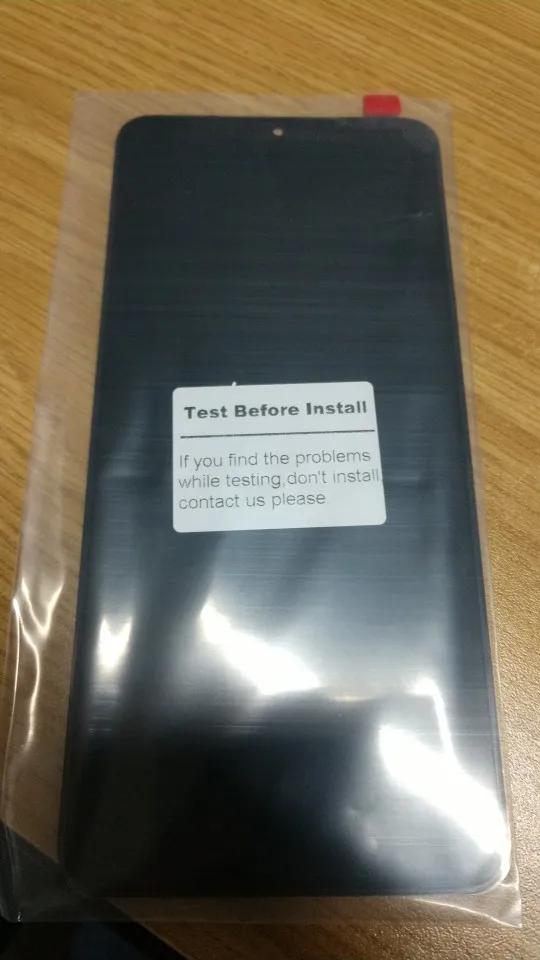 Test Before Install
If you find the problems
while testing,don't install,
contact us please.